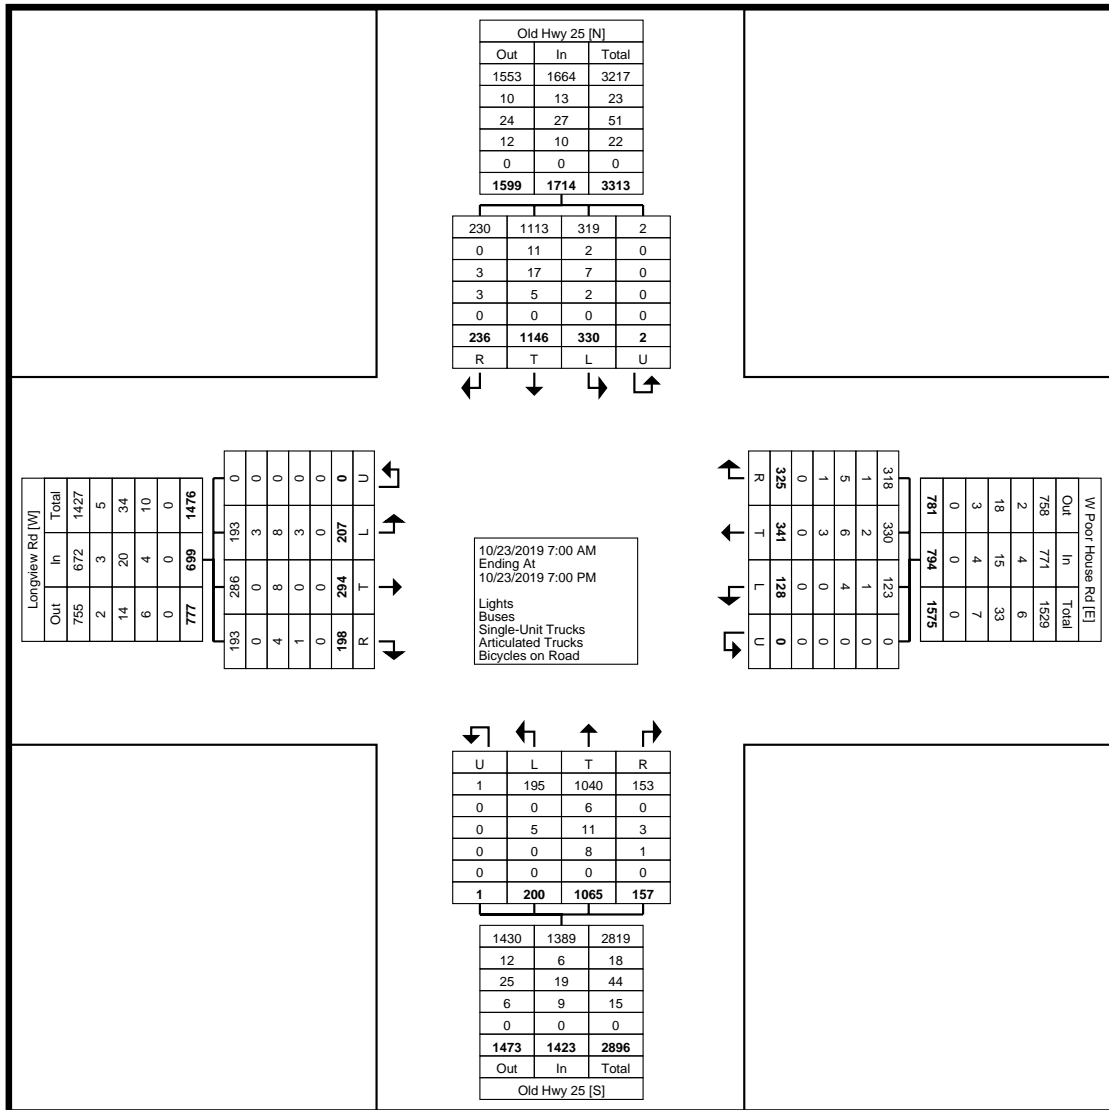 Old Hwy 25 [N]
Out In Total
1553 1664 3217
10 13 23
24 27 51
12 10 22
0 0 0
1599 1714 3313
230 1113 319 2
0 11 2 0
3 17 7 0
3 5 2 0
0 0 0 0
236 1146 330 2
R T L U
Longview Rd [W]
Total 1427 5 34 10 0 1476
In 672 3 20 4 0 699
Out 755 2 14 6 0 777
0 0 0 0 0 0 U
193 3 8 3 0 207 L
286 0 8 0 0 294 T
193 0 4 1 0 198 R
10/23/2019 7:00 AM
Ending At
10/23/2019 7:00 PM
Lights
Buses
Single-Unit Trucks
Articulated Trucks
Bicycles on Road
R 325 0 1 5 1 318
T 341 0 3 6 2 330
L 128 0 0 4 1 123
U 0 0 0 0 0 0
781 0 3 18 2 758 Out
794 0 4 15 4 771 In
1575 0 7 33 6 1529 Total
W Poor House Rd [E]
U L T R
1 195 1040 153
0 0 6 0
0 5 11 3
0 0 8 1
0 0 0 0
1 200 1065 157
1430 1389 2819
12 6 18
25 19 44
6 9 15
0 0 0
1473 1423 2896
Out In Total
Old Hwy 25 [S]